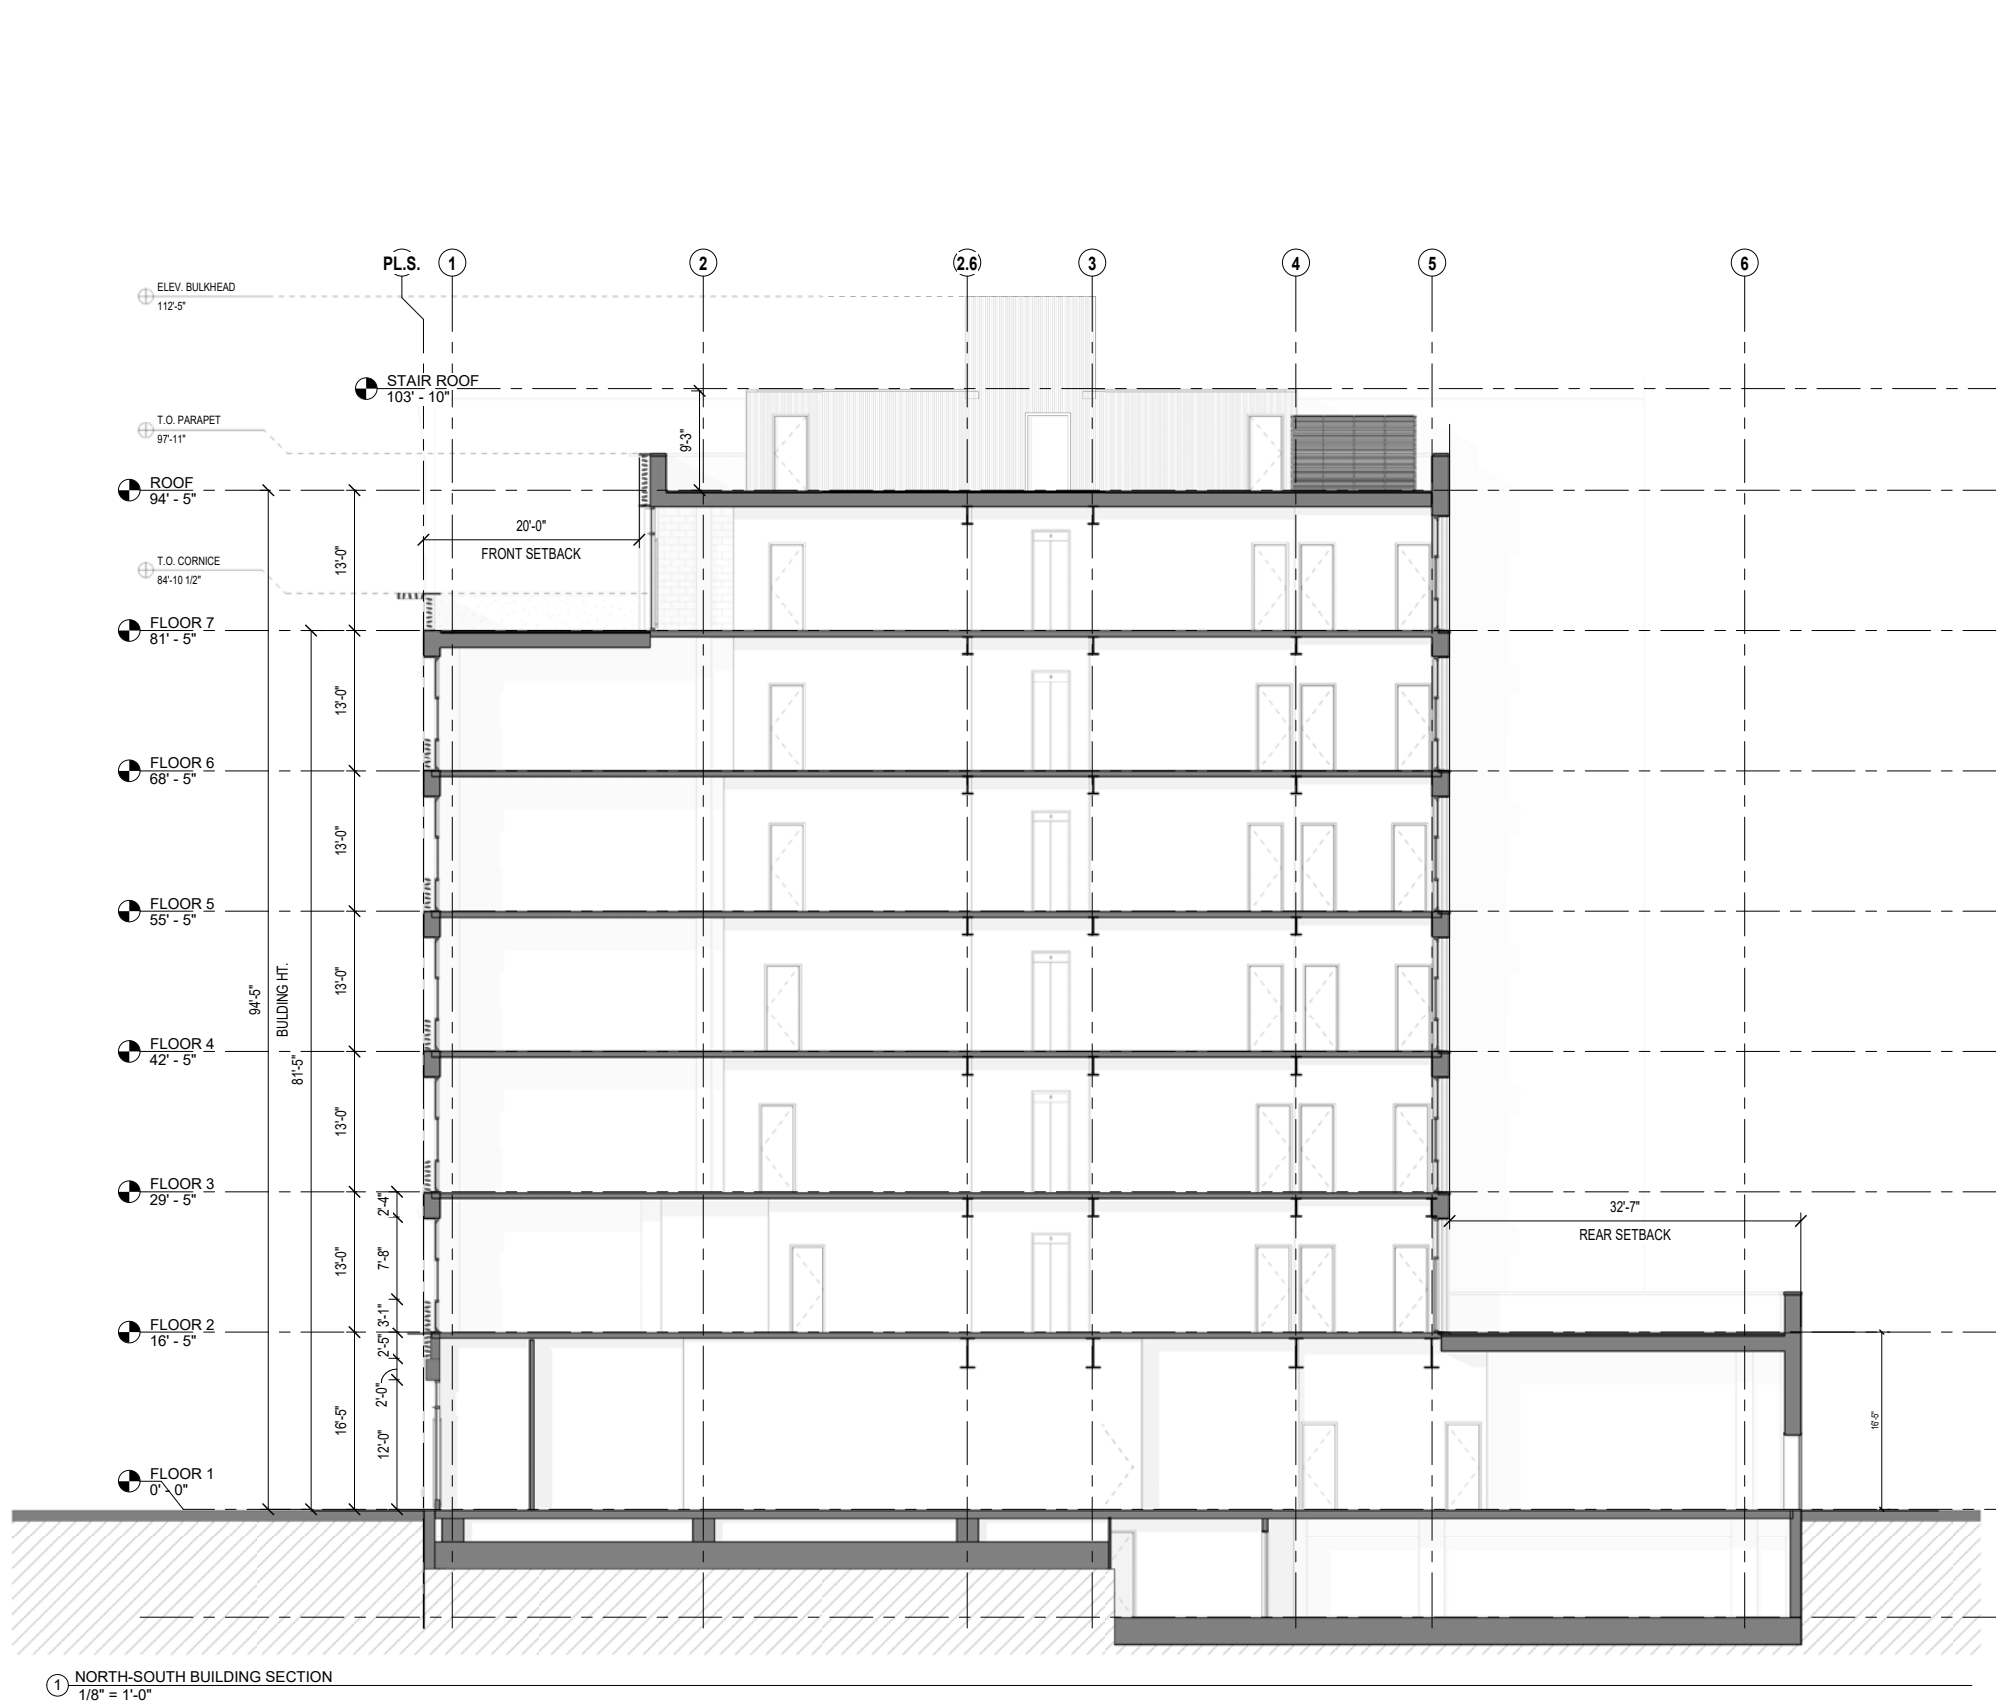 PL.S.
1
2
2.6
3
4
5
6
ELEV. BULKHEAD
112'-5"
STAIR ROOF
103' - 10"
T.O. PARAPET
97'-11"
9'-3"
ROOF
94' - 5"
20'-0"
FRONT SETBACK
13'-0"
T.O. CORNICE
84'-10 1/2"
FLOOR 7
81' - 5"
13'-0"
FLOOR 6
68' - 5"
13'-0"
FLOOR 5
55' - 5"
13'-0"
94'-5"
BULDING HT.
FLOOR 4
42' - 5"
81'-5"
13'-0"
FLOOR 3
29' - 5"
2'-4"
32'-7"
REAR SETBACK
13'-0"
7'-8"
3'-1"
FLOOR 2
16' - 5"
2'-5"
2'-0"
16'-5"
12'-0"
16'-5"
FLOOR 1
0' - 0"
1
NORTH-SOUTH BUILDING SECTION
1/8" = 1'-0"